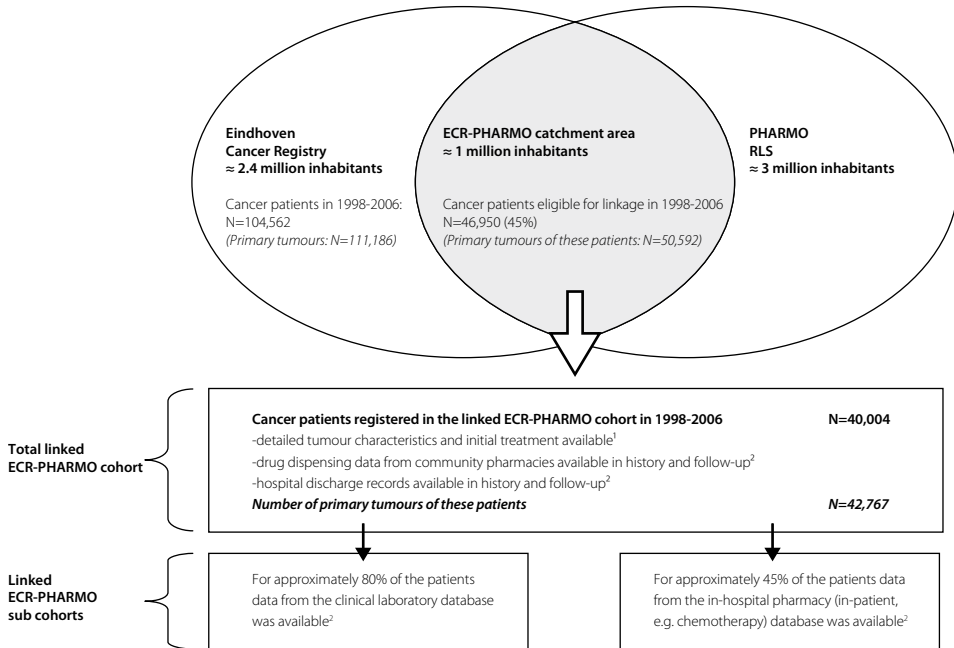 Eindhoven
Cancer Registry
≈ 2.4 million inhabitants
Cancer patients in 1998-2006:
N=104,562
(Primary tumours: N=111,186)
ECR-PHARMO catchment area
≈ 1 million inhabitants
Cancer patients eligible for linkage in 1998-2006
N=46,950 (45%)
(Primary tumours of these patients: N=50,592)
PHARMO
RLS
≈ 3 million inhabitants
Total linked
ECR-PHARMO cohort
Cancer patients registered in the linked ECR-PHARMO cohort in 1998-2006 N=40,004
-detailed tumour characteristics and initial treatment available¹
-drug dispensing data from community pharmacies available in history and follow-up²
-hospital discharge records available in history and follow-up²
Number of primary tumours of these patients N=42,767
Linked
ECR-PHARMO
sub cohorts
For approximately 80% of the patients
data from the clinical laboratory database
was available²
For approximately 45% of the patients data
from the in-hospital pharmacy (in-patient,
e.g. chemotherapy) database was available²